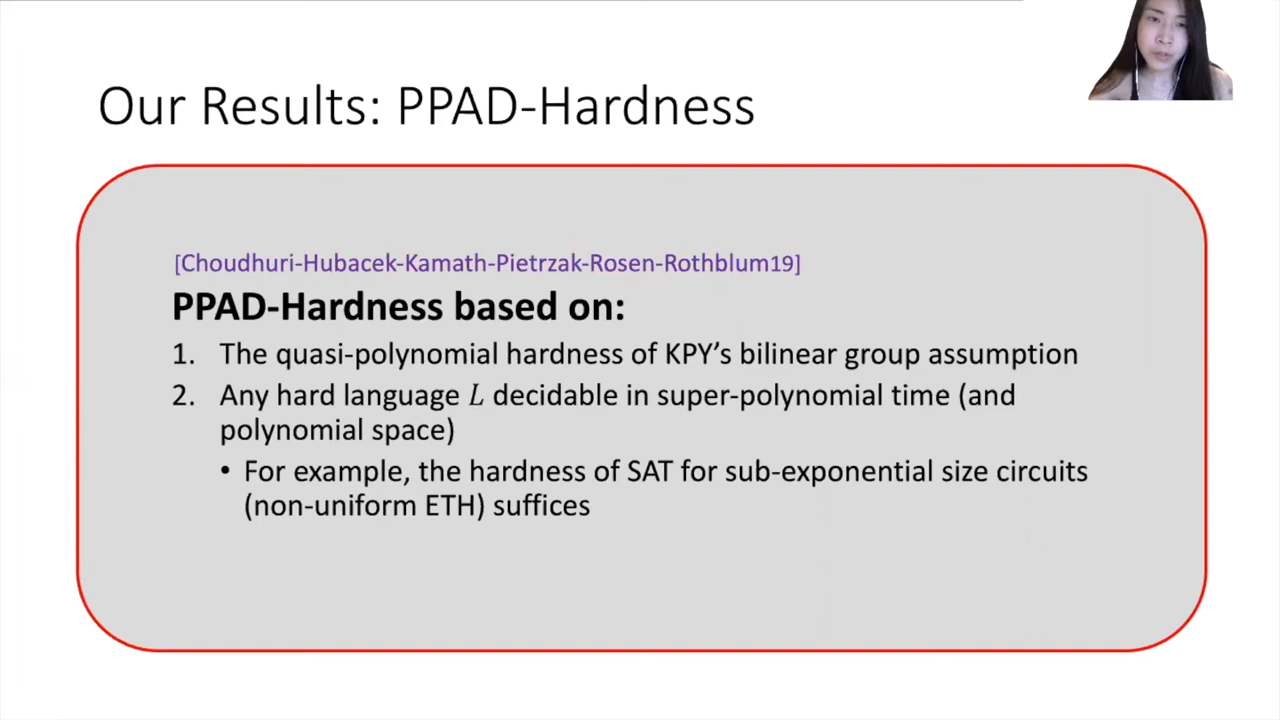 Our Results: PPAD-Hardness
[Choudhuri-Hubacek-Kamath-Pietrzak-Rosen-Rothblum19]
PPAD-Hardness based on:
1. The quasi-polynomial hardness of KPY’s bilinear group assumption
2. Any hard language L decidable in super-polynomial time (and
polynomial space)
• For example, the hardness of SAT for sub-exponential size circuits
(non-uniform ETH) suffices